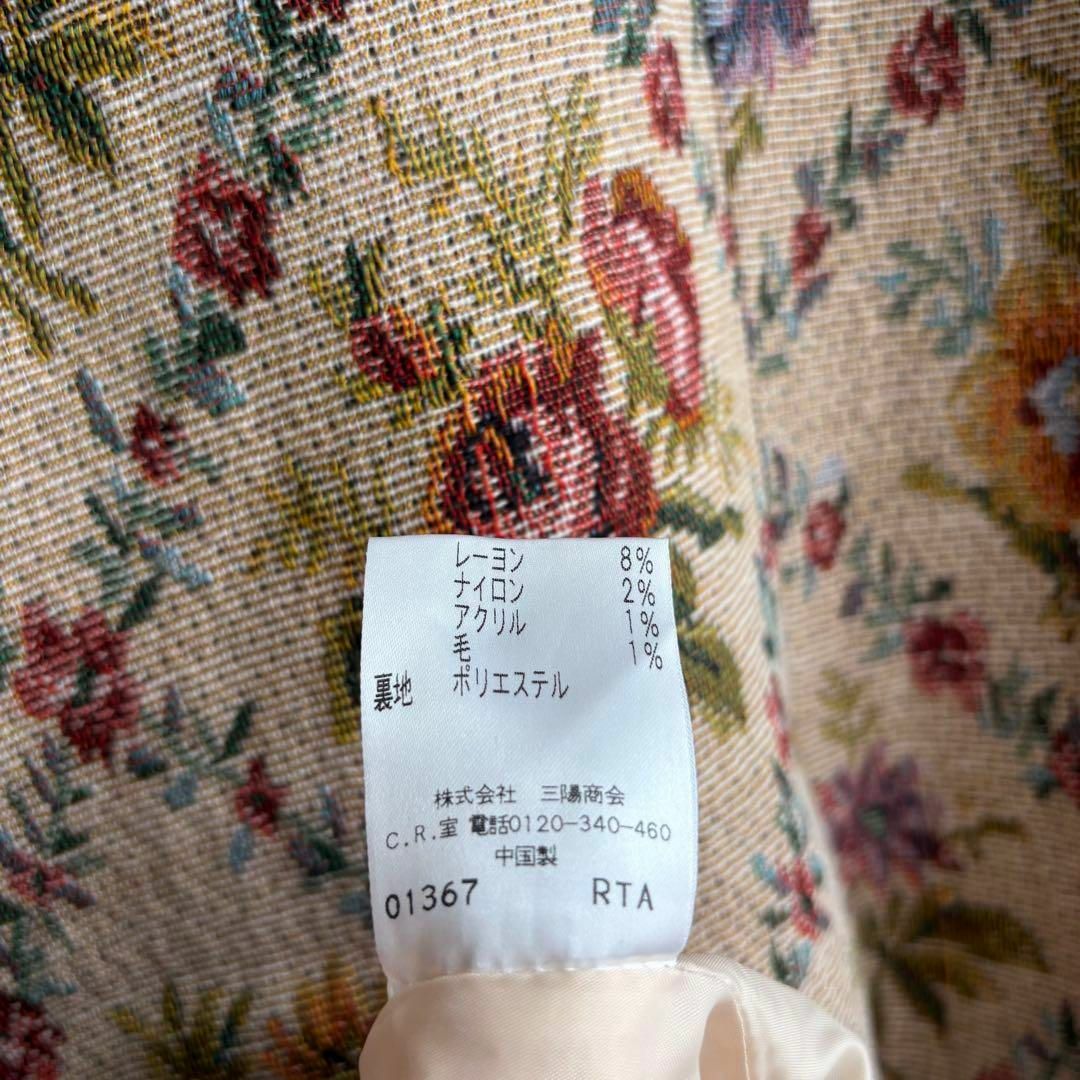 レーヨン 8%
ナイロン 2%
アクリル 1%
毛 1%
裏地 ポリエステル
株式会社 三陽商会
C.R.室 電話0120-340-460
中国製
01367 RTA